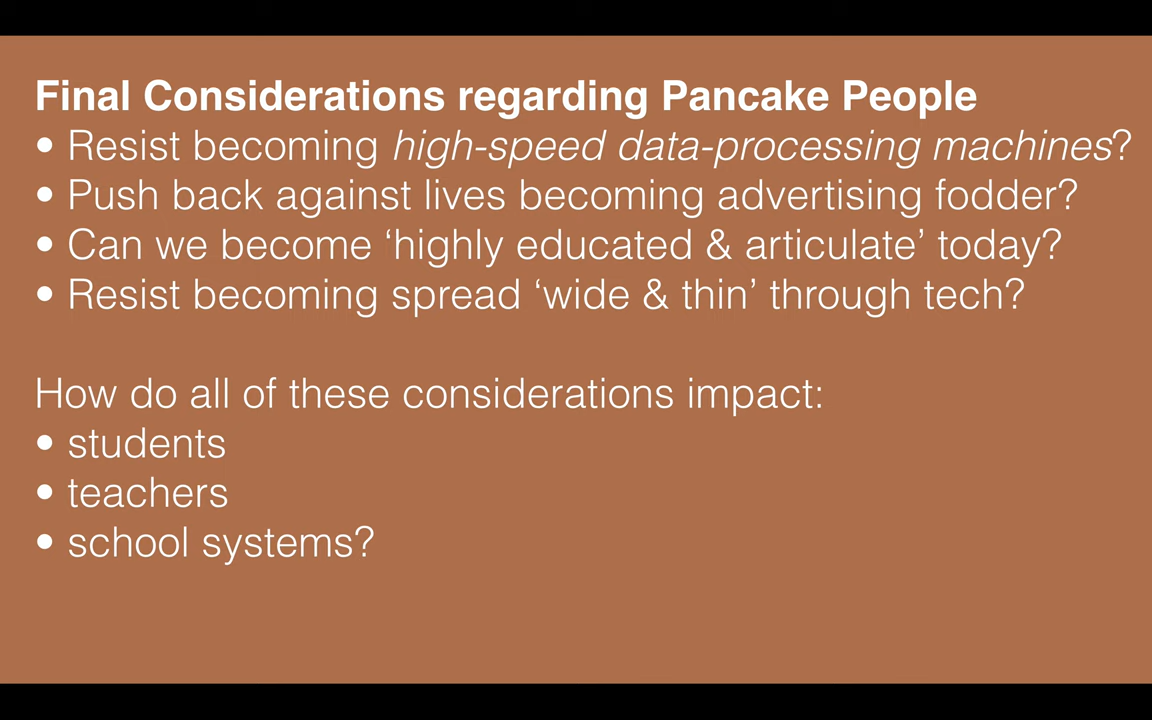 Final Considerations regarding Pancake People
• Resist becoming high-speed data-processing machines?
• Push back against lives becoming advertising fodder?
• Can we become ‘highly educated & articulate’ today?
• Resist becoming spread ‘wide & thin’ through tech?
How do all of these considerations impact:
• students
• teachers
• school systems?